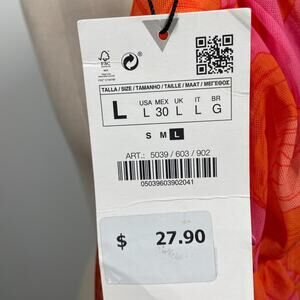 FSC
TALLA / SIZE / TAMANHO / TAILLE / MAAT / ΜΕΓΕΘΟΣ
L
USA MEX UK IT BR
L 30 L L G
S M L
ART.: 5039 / 603 / 902
05039603902041
$ 27.90